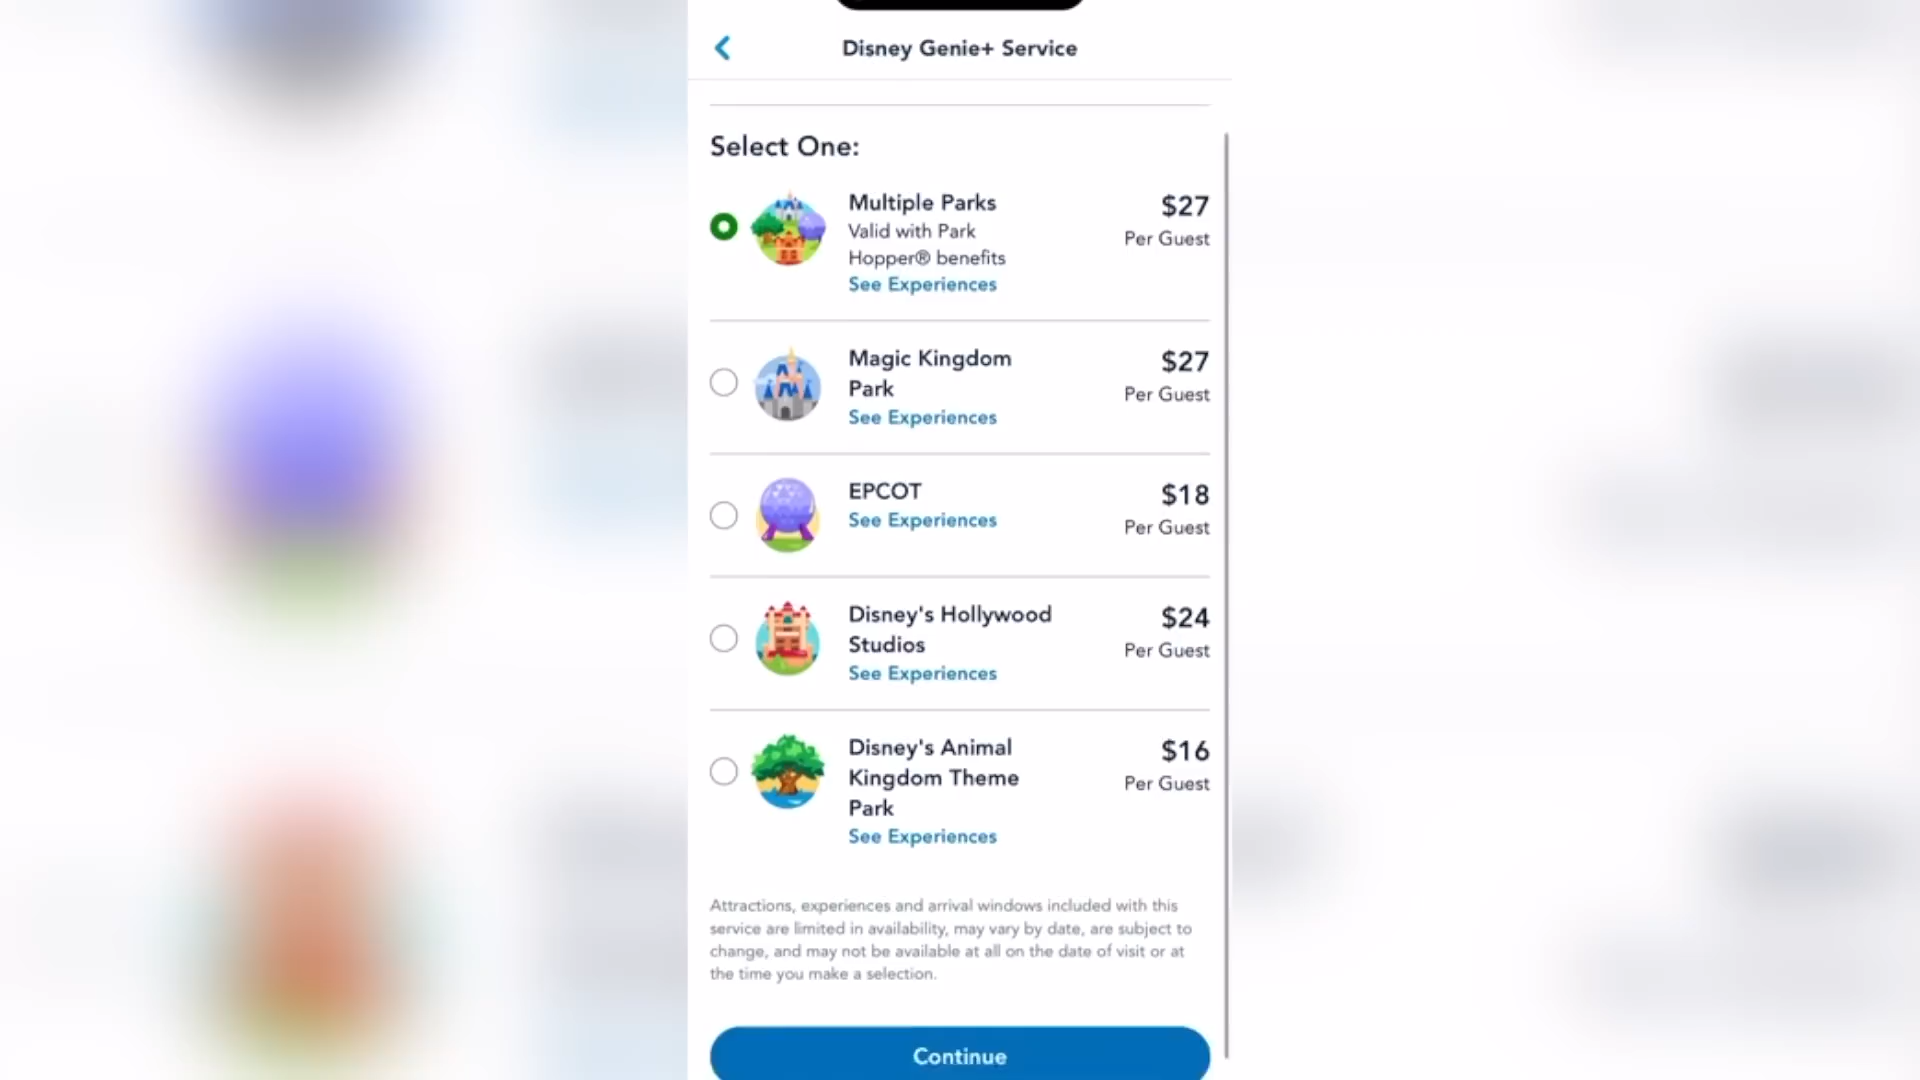 Disney Genie+ Service
Select One:
Multiple Parks
$27
Valid with Park
Per Guest
Hopper® benefits
See Experiences
Magic Kingdom
$27
Park
Per Guest
See Experiences
EPCOT
$18
See Experiences
Per Guest
Disney's Hollywood
$24
Studios
Per Guest
See Experiences
Disney's Animal
$16
Kingdom Theme
Per Guest
Park
See Experiences
Attractions, experiences and arrival windows included with this
service are limited in availability, may vary by date, are subject to
change, and may not be available at all on the date of visit or at
the time you make a selection.
Continue